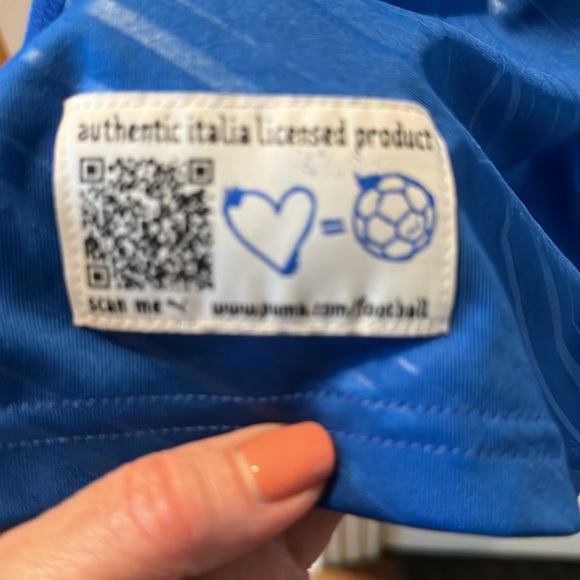 authentic italia licensed product
=
scan me
www.puma.com/football